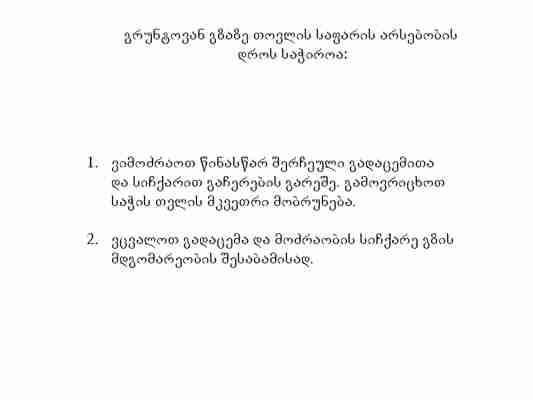 გრუნტოვან გზაზე თოვლის საფარის არსებობის
დროს საჭიროა:
1. ვიმოძრაოთ წინასწარ შერჩეული გადაცემითა
და სიჩქარით გაჩერების გარეშე. გამოვრიცხოთ
საჭის თვლის მკვეთრი მობრუნება.
2. ვცვალოთ გადაცემა და მოძრაობის სიჩქარე გზის
მდგომარეობის შესაბამისად.